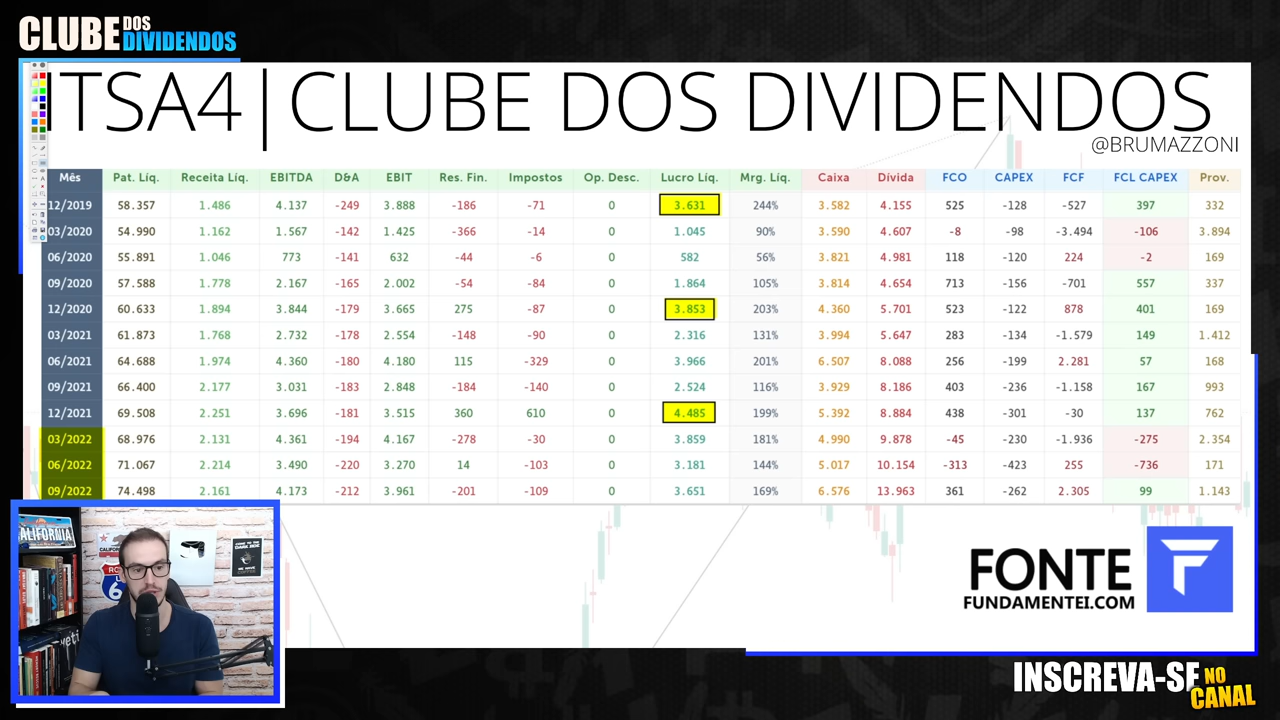 CLUBE DOS DIVIDENDOS
ITSA4|CLUBE DOS DIVIDENDOS
@BRUMAZZONI
Mês Pat. Líq. Receita Líq. EBITDA D&A EBIT Res. Fin. Impostos Op. Desc. Lucro Líq. Mrg. Líq. Caixa Dívida FCO CAPEX FCF FCL CAPEX Prov.
12/2019 58.357 1.486 4.137 -249 3.888 -186 -71 0 3.631 244% 3.582 4.155 525 -128 -527 397 332
03/2020 54.990 1.162 1.567 -142 1.425 -366 -14 0 1.045 90% 3.590 4.607 -8 -98 -3.494 -106 3.894
06/2020 55.891 1.046 773 -141 632 -44 -6 0 582 56% 3.821 4.981 118 -120 224 -2 169
09/2020 57.588 1.778 2.167 -165 2.002 -54 -84 0 1.864 105% 3.814 4.654 713 -156 -701 557 337
12/2020 60.633 1.894 3.844 -179 3.665 275 -87 0 3.853 203% 4.360 5.701 523 -122 878 401 169
03/2021 61.873 1.768 2.732 -178 2.554 -148 -90 0 2.316 131% 3.994 5.647 283 -134 -1.579 149 1.412
06/2021 64.688 1.974 4.360 -180 4.180 115 -329 0 3.966 201% 6.507 8.088 256 -199 2.281 57 168
09/2021 66.400 2.177 3.031 -183 2.848 -184 -140 0 2.524 116% 3.929 8.186 403 -236 -1.158 167 993
12/2021 69.508 2.251 3.696 -181 3.515 360 610 0 4.485 199% 5.392 8.884 438 -301 -30 137 762
03/2022 68.976 2.131 4.361 -194 4.167 -278 -30 0 3.859 181% 4.990 9.878 -45 -230 -1.936 -275 2.354
06/2022 71.067 2.214 3.490 -220 3.270 14 -103 0 3.181 144% 5.017 10.154 -313 -423 255 -736 171
09/2022 74.498 2.161 4.173 -212 3.961 -201 -109 0 3.651 169% 6.576 13.963 361 -262 2.305 99 1.143
CALIFORNIA
FONTE
FUNDAMENTEI.COM
INSCREVA-SE NO CANAL